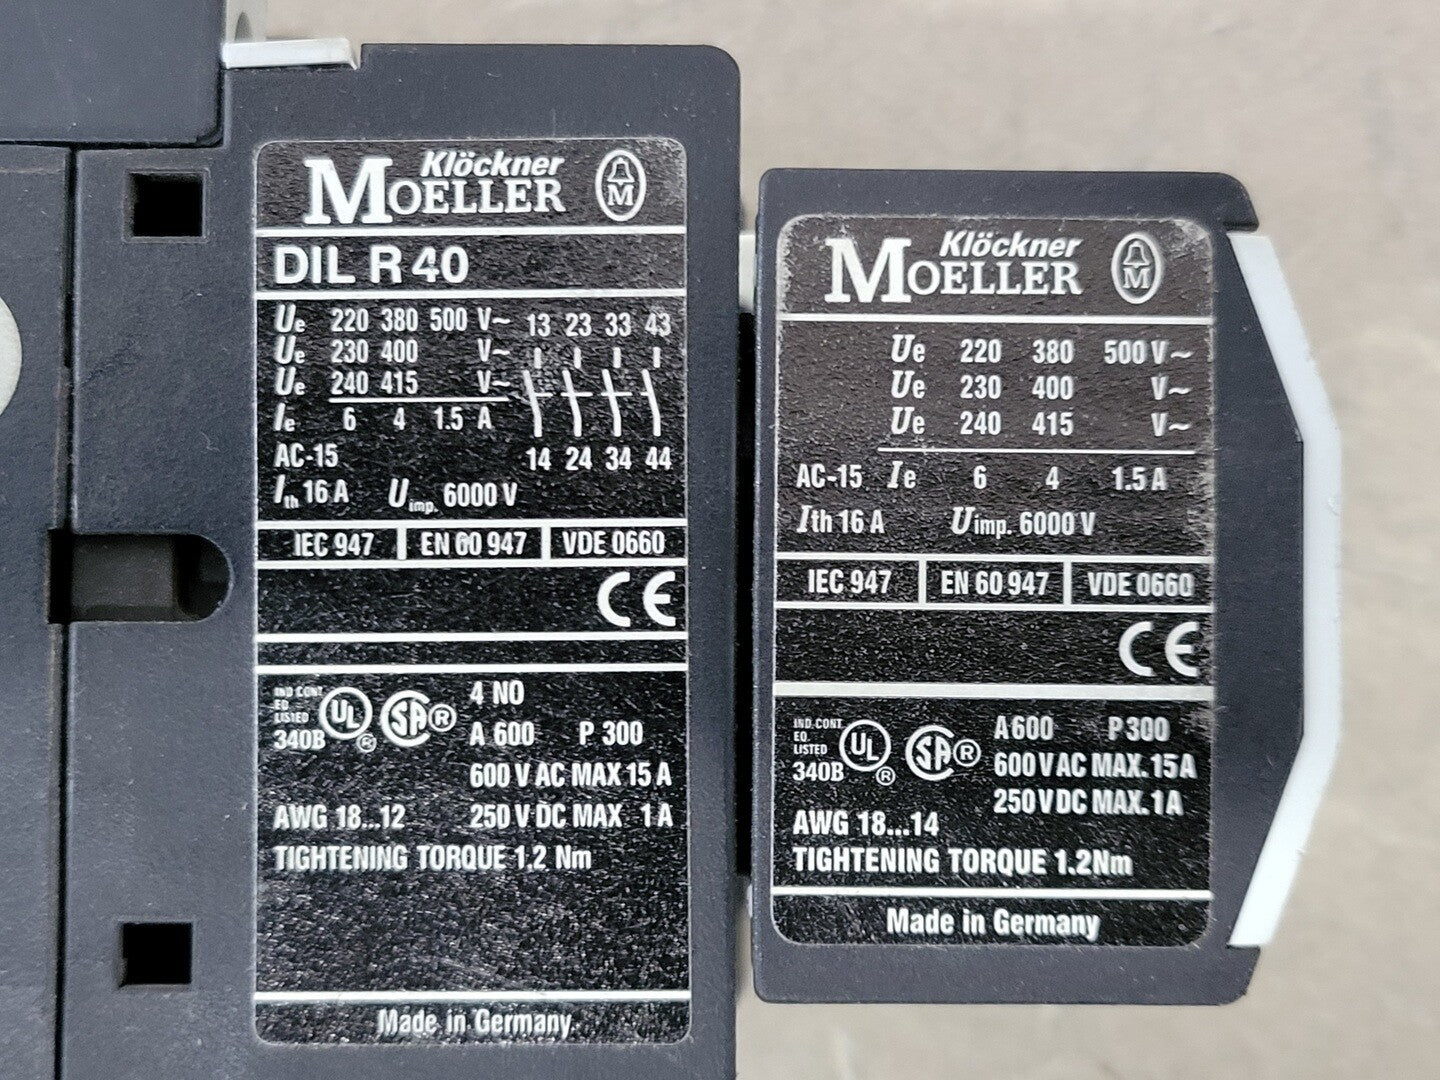 Klöckner
MOELLER
M
DIL R 40
Ue 220 380 500 V~ 13 23 33 43
Ue 230 400 V~
Ue 240 415 V~
Ie 6 4 1.5 A
AC-15 14 24 34 44
Ith 16 A Uimp. 6000 V
IEC 947 EN 60 947 VDE 0660
CE
IND CONT
EQ
LISTED
340B
UL ®
SA ®
4 NO
A 600 P 300
600 V AC MAX 15 A
AWG 18...12 250 V DC MAX 1 A
TIGHTENING TORQUE 1.2 Nm
Made in Germany.
Klöckner
MOELLER
M
Ue 220 380 500 V~
Ue 230 400 V~
Ue 240 415 V~
AC-15 Ie 6 4 1.5 A
Ith 16 A Uimp. 6000 V
IEC 947 EN 60 947 VDE 0660
CE
IND CONT
EQ
LISTED
340B
UL ®
SA ®
A 600 P 300
600 V AC MAX. 15 A
250 V DC MAX. 1 A
AWG 18...14
TIGHTENING TORQUE 1.2Nm
Made in Germany